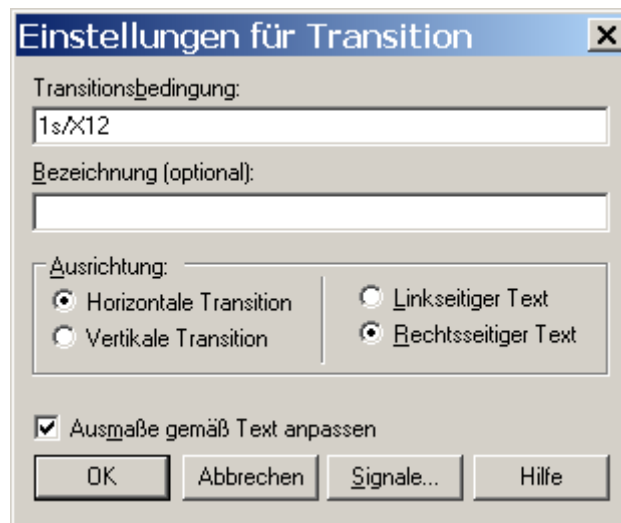 Einstellungen für Transition
Transitionsbedingung:
1s/X12
Bezeichnung (optional):
Ausrichtung:
Horizontale Transition
Linkseitiger Text
Vertikale Transition
Rechtsseitiger Text
Ausmaße gemäß Text anpassen
OK
Abbrechen
Signale...
Hilfe